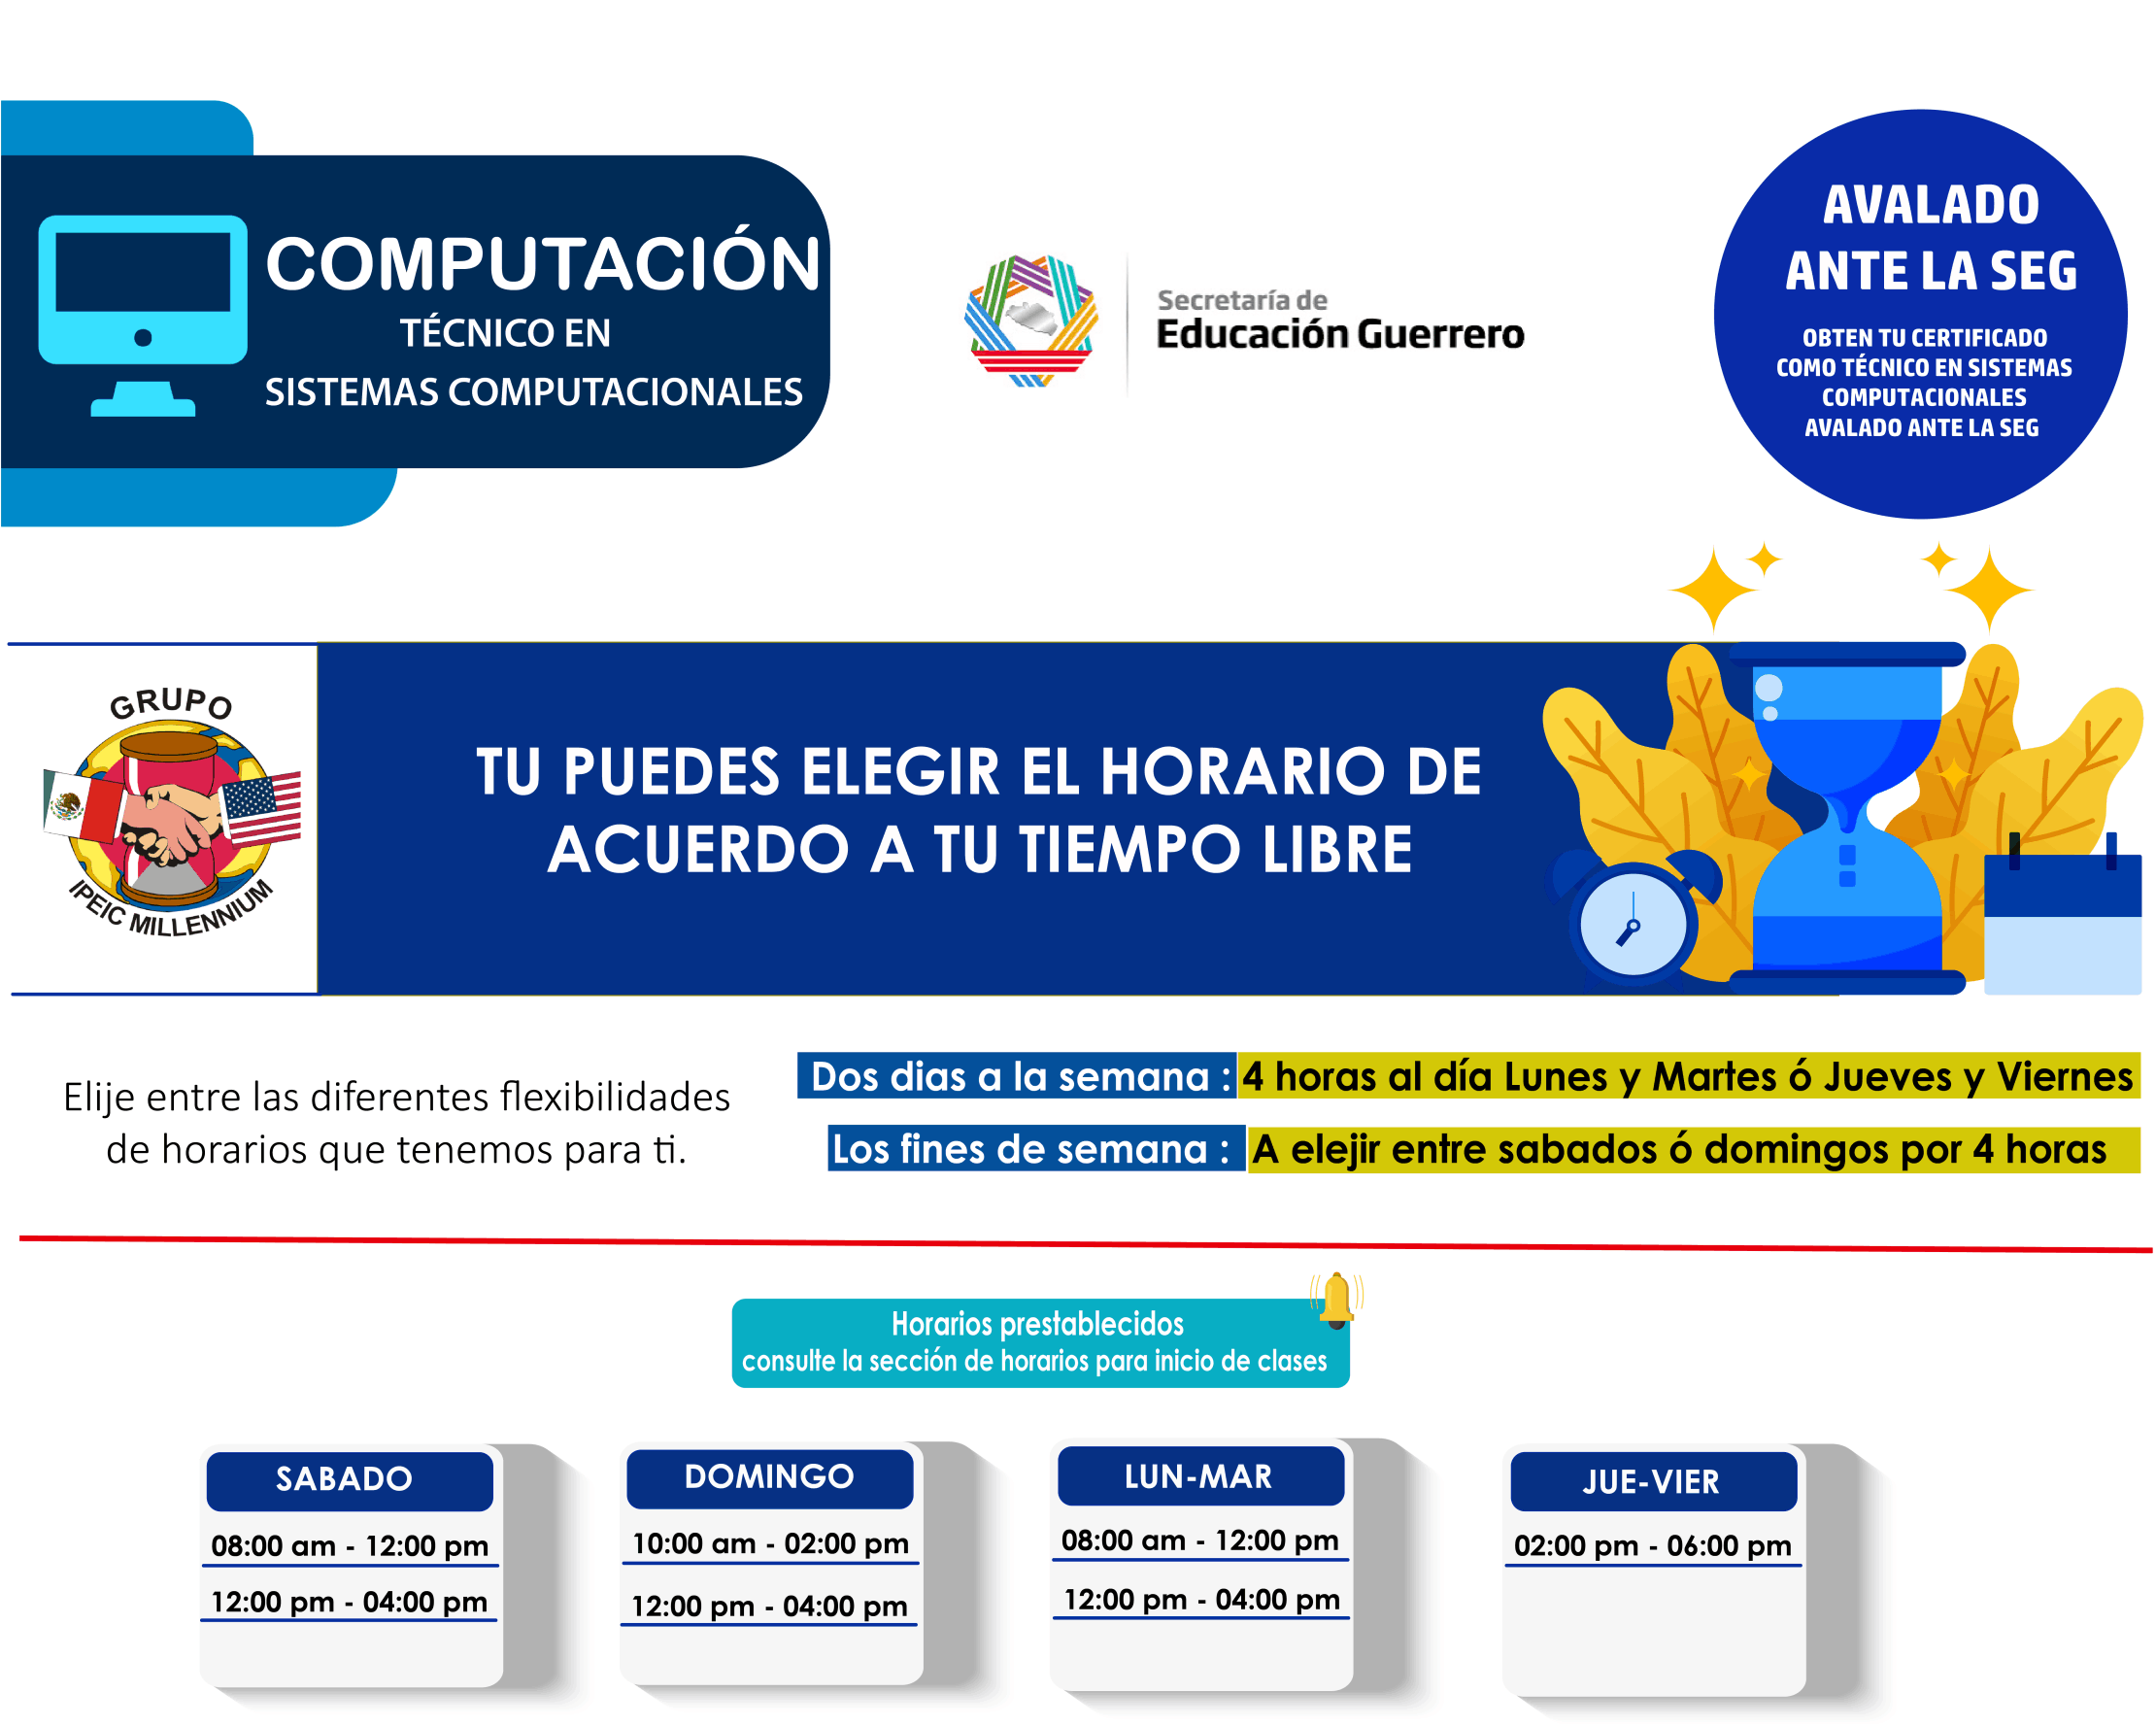 COMPUTACIÓN
TÉCNICO EN
SISTEMAS COMPUTACIONALES
Secretaría de
Educación Guerrero
AVALADO
ANTE LA SEG
OBTEN TU CERTIFICADO
COMO TÉCNICO EN SISTEMAS
COMPUTACIONALES
AVALADO ANTE LA SEG
GRUPO
IPEIC MILLENNIUM
TU PUEDES ELEGIR EL HORARIO DE
ACUERDO A TU TIEMPO LIBRE
Elije entre las diferentes flexibilidades
de horarios que tenemos para ti.
Dos dias a la semana : 4 horas al día Lunes y Martes ó Jueves y Viernes
Los fines de semana : A elejir entre sabados ó domingos por 4 horas
Horarios prestablecidos
consulte la sección de horarios para inicio de clases
SABADO
08:00 am - 12:00 pm
12:00 pm - 04:00 pm
DOMINGO
10:00 am - 02:00 pm
12:00 pm - 04:00 pm
LUN-MAR
08:00 am - 12:00 pm
12:00 pm - 04:00 pm
JUE-VIER
02:00 pm - 06:00 pm